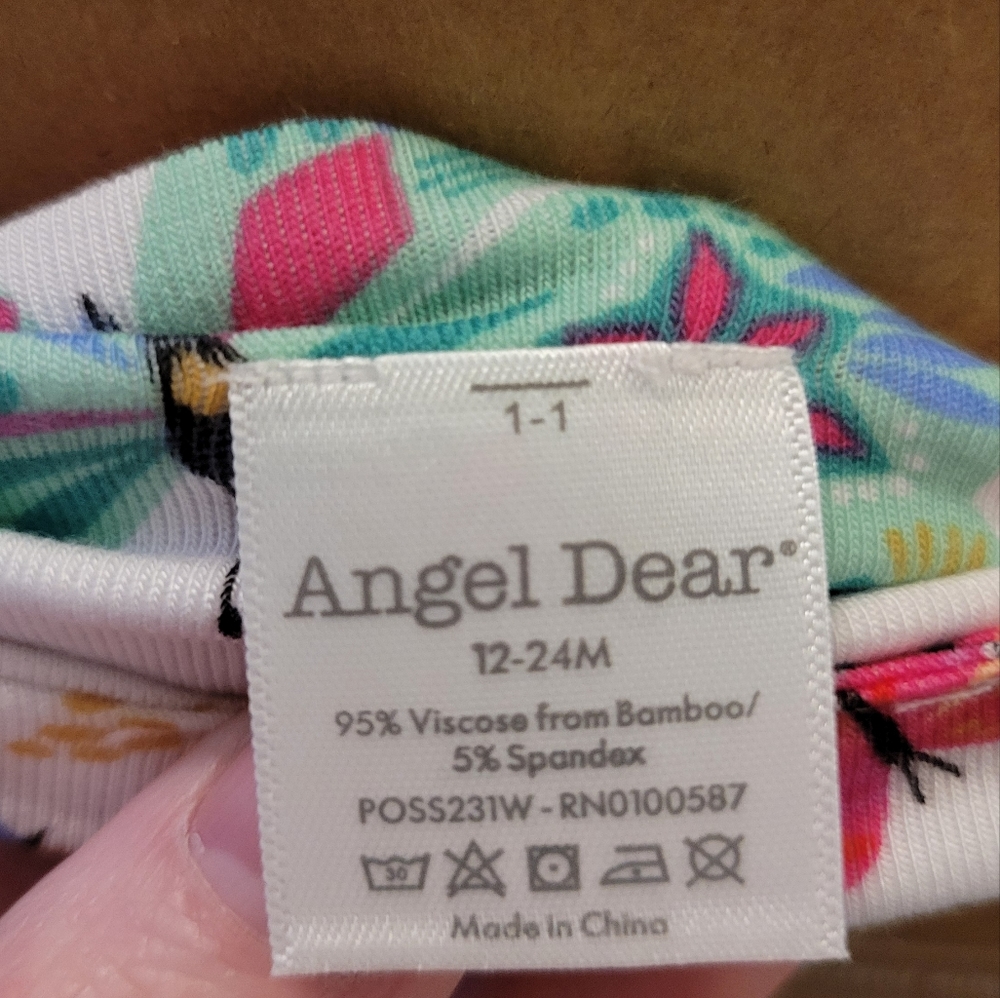 1-1
Angel Dear®
12-24M
95% Viscose from Bamboo/
5% Spandex
POSS231W - RN0100587
30
Made in China